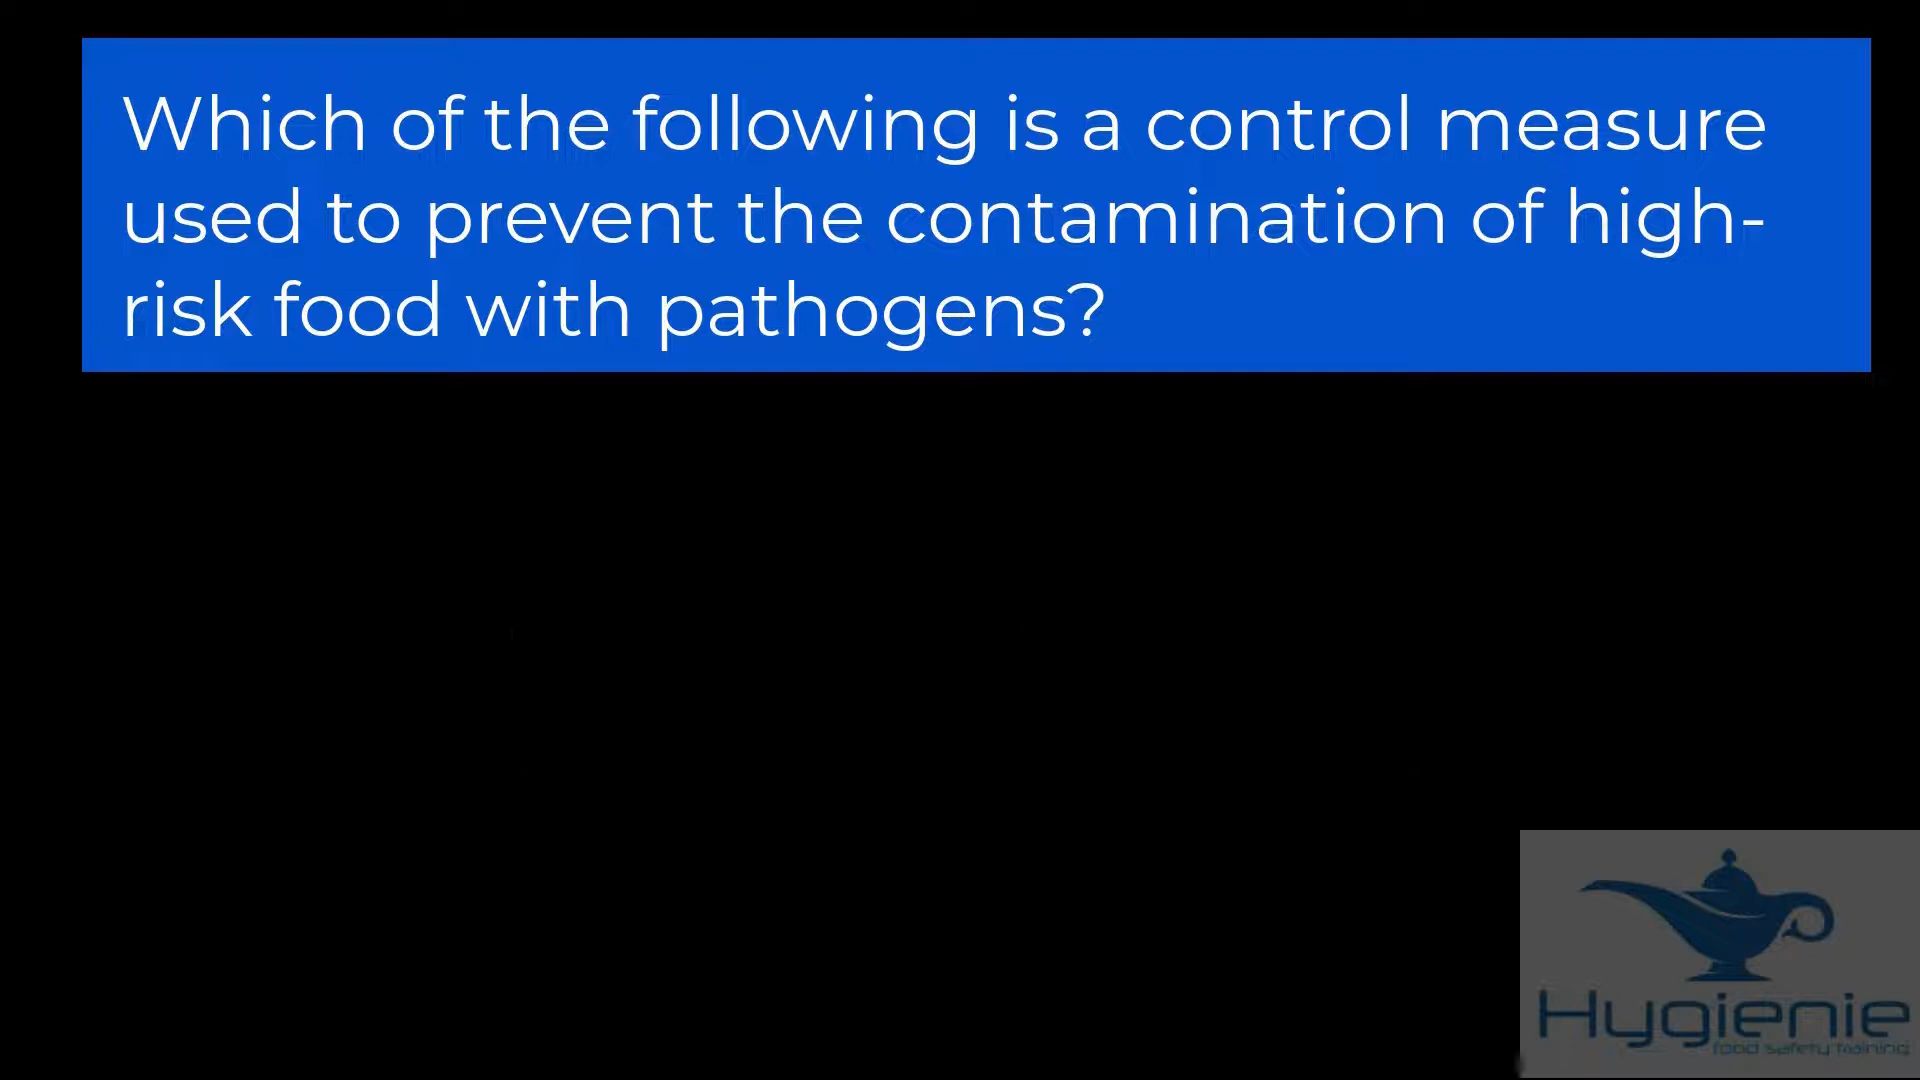 Which of the following is a control measure
used to prevent the contamination of high-
risk food with pathogens?
Hygienie
food safety training